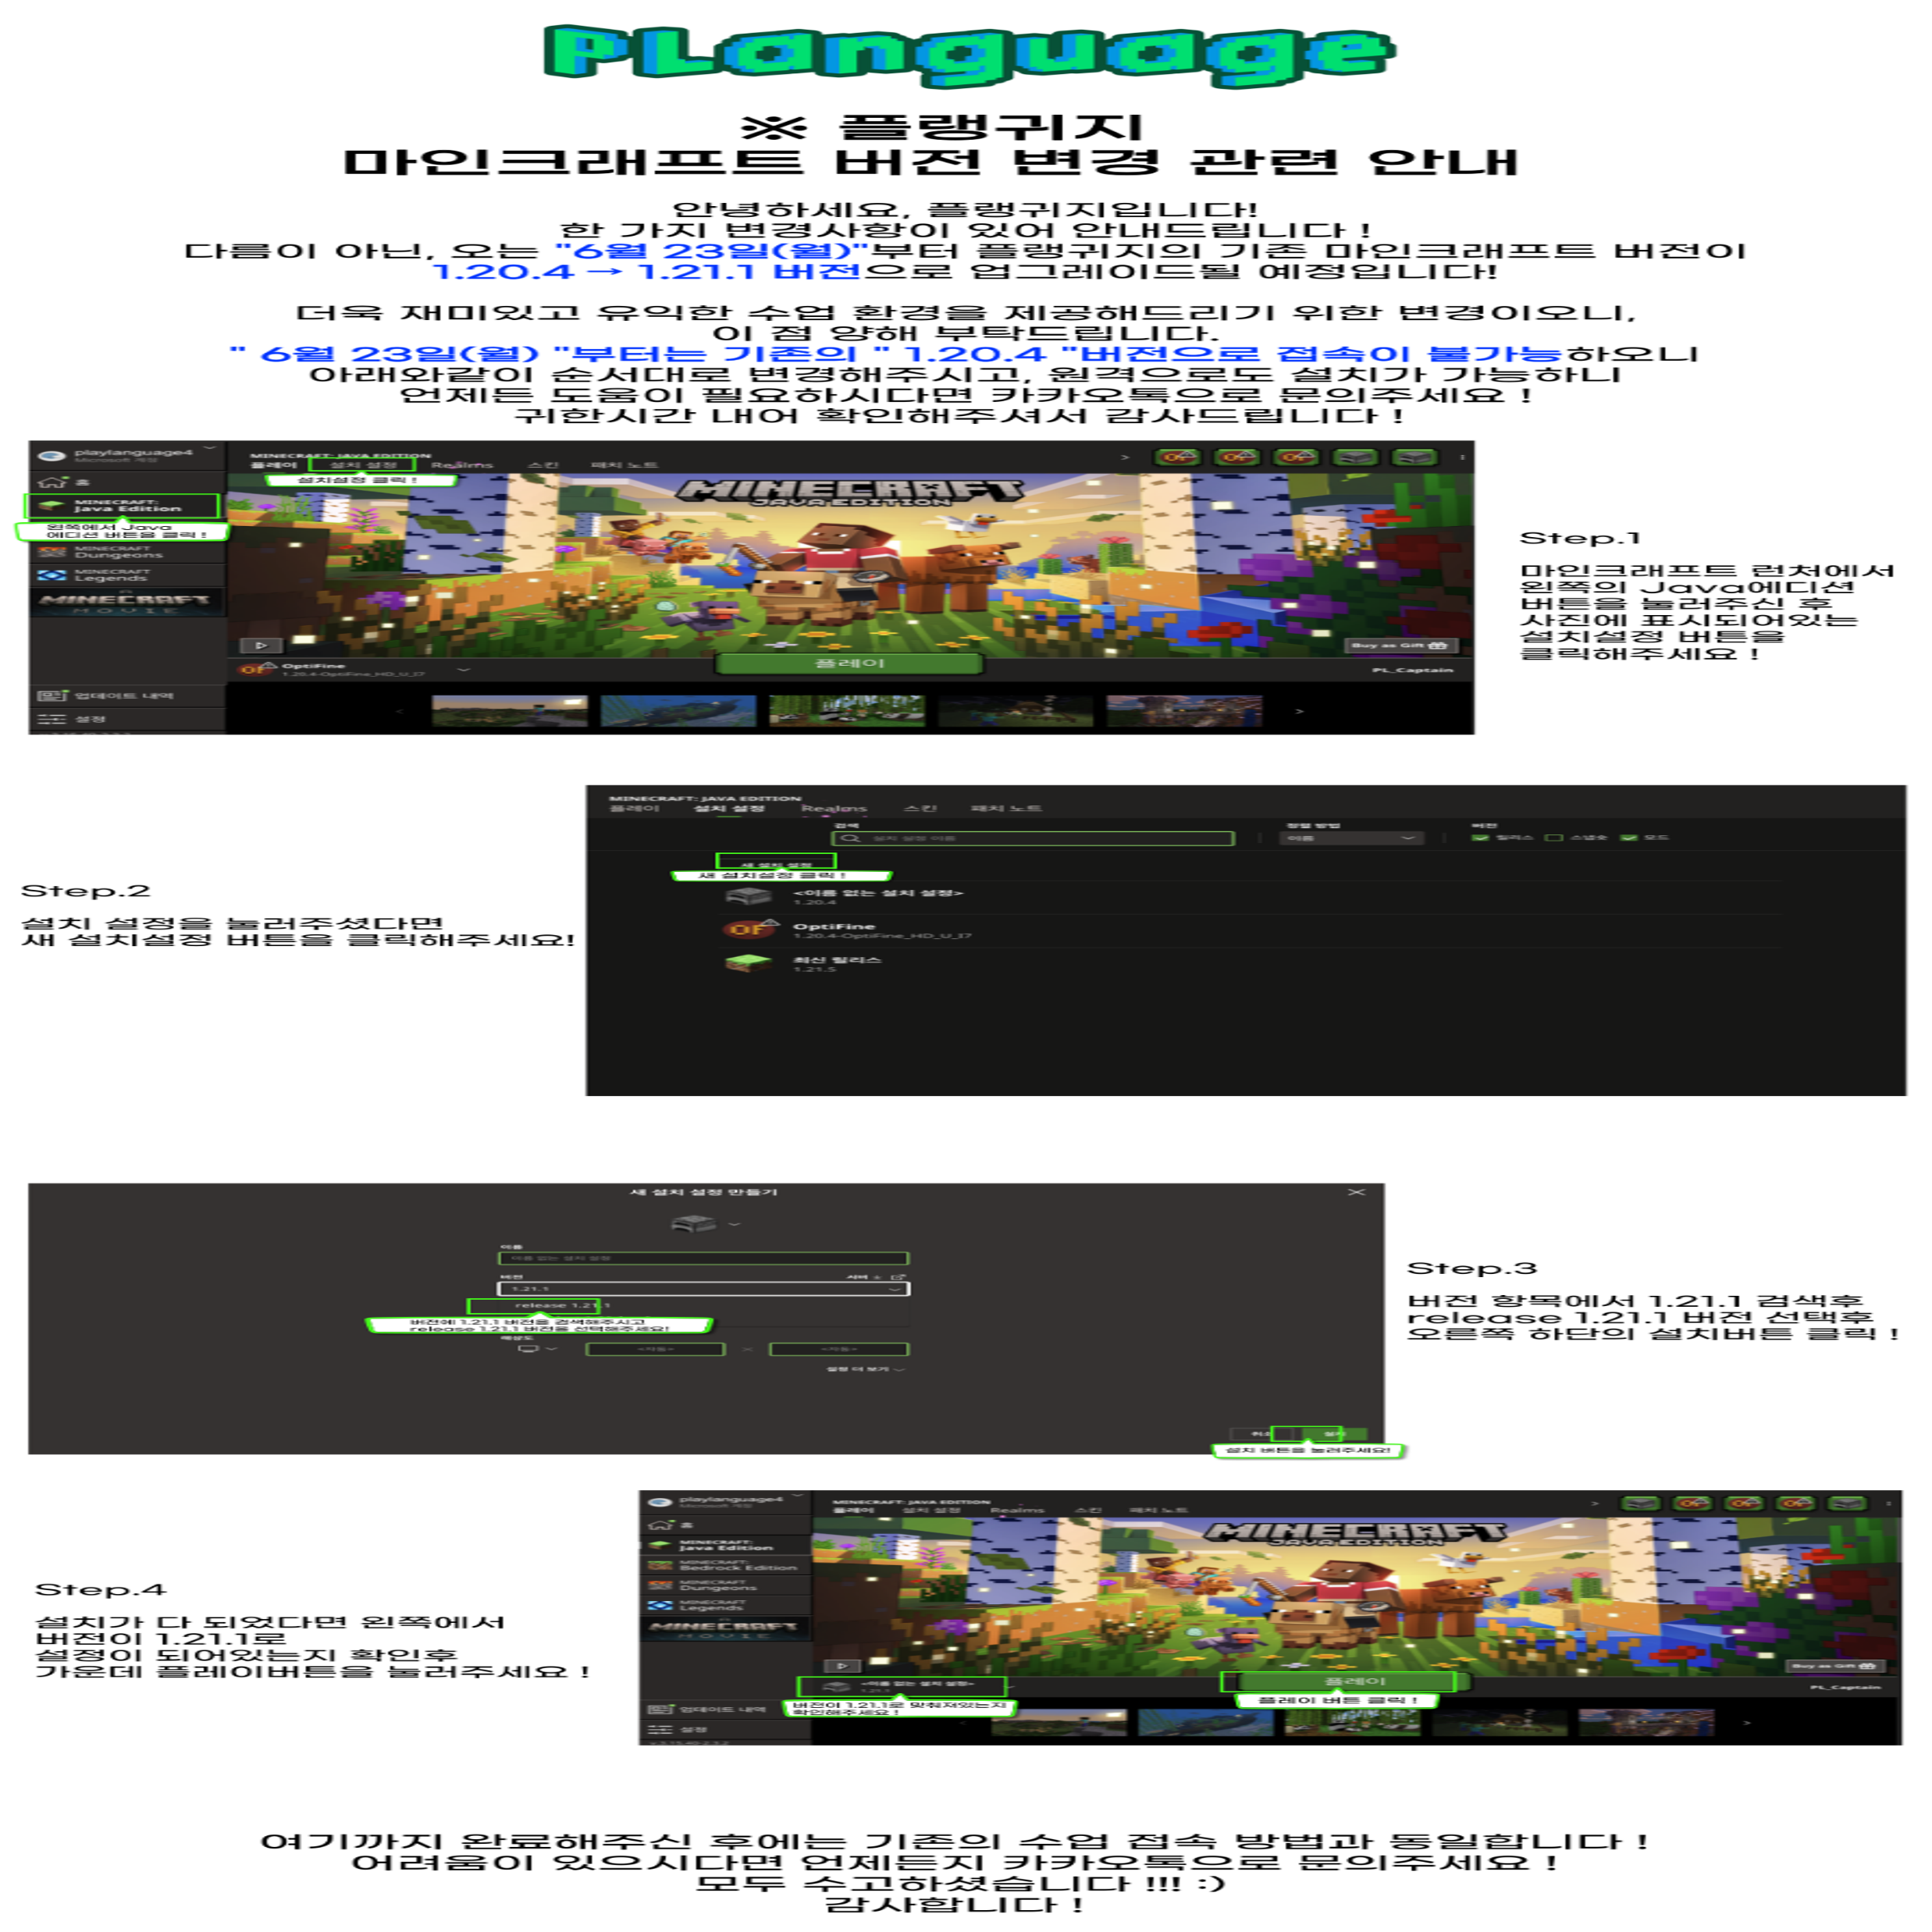 PLanguage
※ 플랭귀지
마인크래프트 버전 변경 관련 안내
안녕하세요, 플랭귀지입니다!
한 가지 변경사항이 있어 안내드립니다 !
다름이 아닌, 오는 "6월 23일(월)"부터 플랭귀지의 기존 마인크래프트 버전이
1.20.4 → 1.21.1 버전으로 업그레이드될 예정입니다!
더욱 재미있고 유익한 수업 환경을 제공해드리기 위한 변경이오니,
이 점 양해 부탁드립니다.
" 6월 23일(월) "부터는 기존의 " 1.20.4 "버전으로 접속이 불가능하오니
아래와같이 순서대로 변경해주시고, 원격으로도 설치가 가능하니
언제든 도움이 필요하시다면 카카오톡으로 문의주세요 !
귀한시간 내어 확인해주셔서 감사드립니다 !
playlanguage4
Microsoft 계정
홈
MINECRAFT:
Java Edition
왼쪽에서 Java
에디션 버튼을 클릭 !
MINECRAFT
Dungeons
MINECRAFT
Legends
MINECRAFT
MOVIE
업데이트 내역
설정
MINECRAFT: JAVA EDITION
플레이 설치 설정 Realms 스킨 패치 노트
설치설정 클릭 !
MINECRAFT
JAVA EDITION
Buy as Gift
OptiFine
1.20.4-OptiFine_HD_U_I7
플레이
PL_Captain
Step.1
마인크래프트 런처에서
왼쪽의 Java에디션
버튼을 눌러주신 후
사진에 표시되어있는
설치설정 버튼을
클릭해주세요 !
Step.2
설치 설정을 눌러주셨다면
새 설치설정 버튼을 클릭해주세요!
MINECRAFT: JAVA EDITION
플레이 설치 설정 Realms 스킨 패치 노트
검색 정렬 방법 버전
설치 설정 이름 이름 릴리스 스냅숏 모드
새 설치 설정
새 설치설정 클릭 !
<이름 없는 설치 설정>
1.20.4
OptiFine
1.20.4-OptiFine_HD_U_I7
최신 릴리스
1.21.5
새 설치 설정 만들기
이름
이름 없는 설치 설정
버전 서버
1.21.1
release 1.21.1
버전에 1.21.1 버전을 검색해주시고
release 1.21.1 버전을 선택해주세요!
해상도
<자동> × <자동>
설정 더 보기
취소 설치
설치 버튼을 눌러주세요!
Step.3
버전 항목에서 1.21.1 검색후
release 1.21.1 버전 선택후
오른쪽 하단의 설치버튼 클릭 !
Step.4
설치가 다 되었다면 왼쪽에서
버전이 1.21.1로
설정이 되어있는지 확인후
가운데 플레이버튼을 눌러주세요 !
playlanguage4
Microsoft 계정
홈
MINECRAFT:
Java Edition
MINECRAFT:
Bedrock Edition
MINECRAFT
Dungeons
MINECRAFT
Legends
MINECRAFT
MOVIE
업데이트 내역
설정
v.3.15.40-2.3.2
MINECRAFT: JAVA EDITION
플레이 설치 설정 Realms 스킨 패치 노트
MINECRAFT
JAVA EDITION
Buy as Gift
<이름 없는 설치 설정>
1.21.1
플레이
PL_Captain
버전이 1.21.1로 맞춰져있는지
확인해주세요 !
플레이 버튼 클릭 !
여기까지 완료해주신 후에는 기존의 수업 접속 방법과 동일합니다 !
어려움이 있으시다면 언제든지 카카오톡으로 문의주세요 !
모두 수고하셨습니다 !!! :)
감사합니다 !